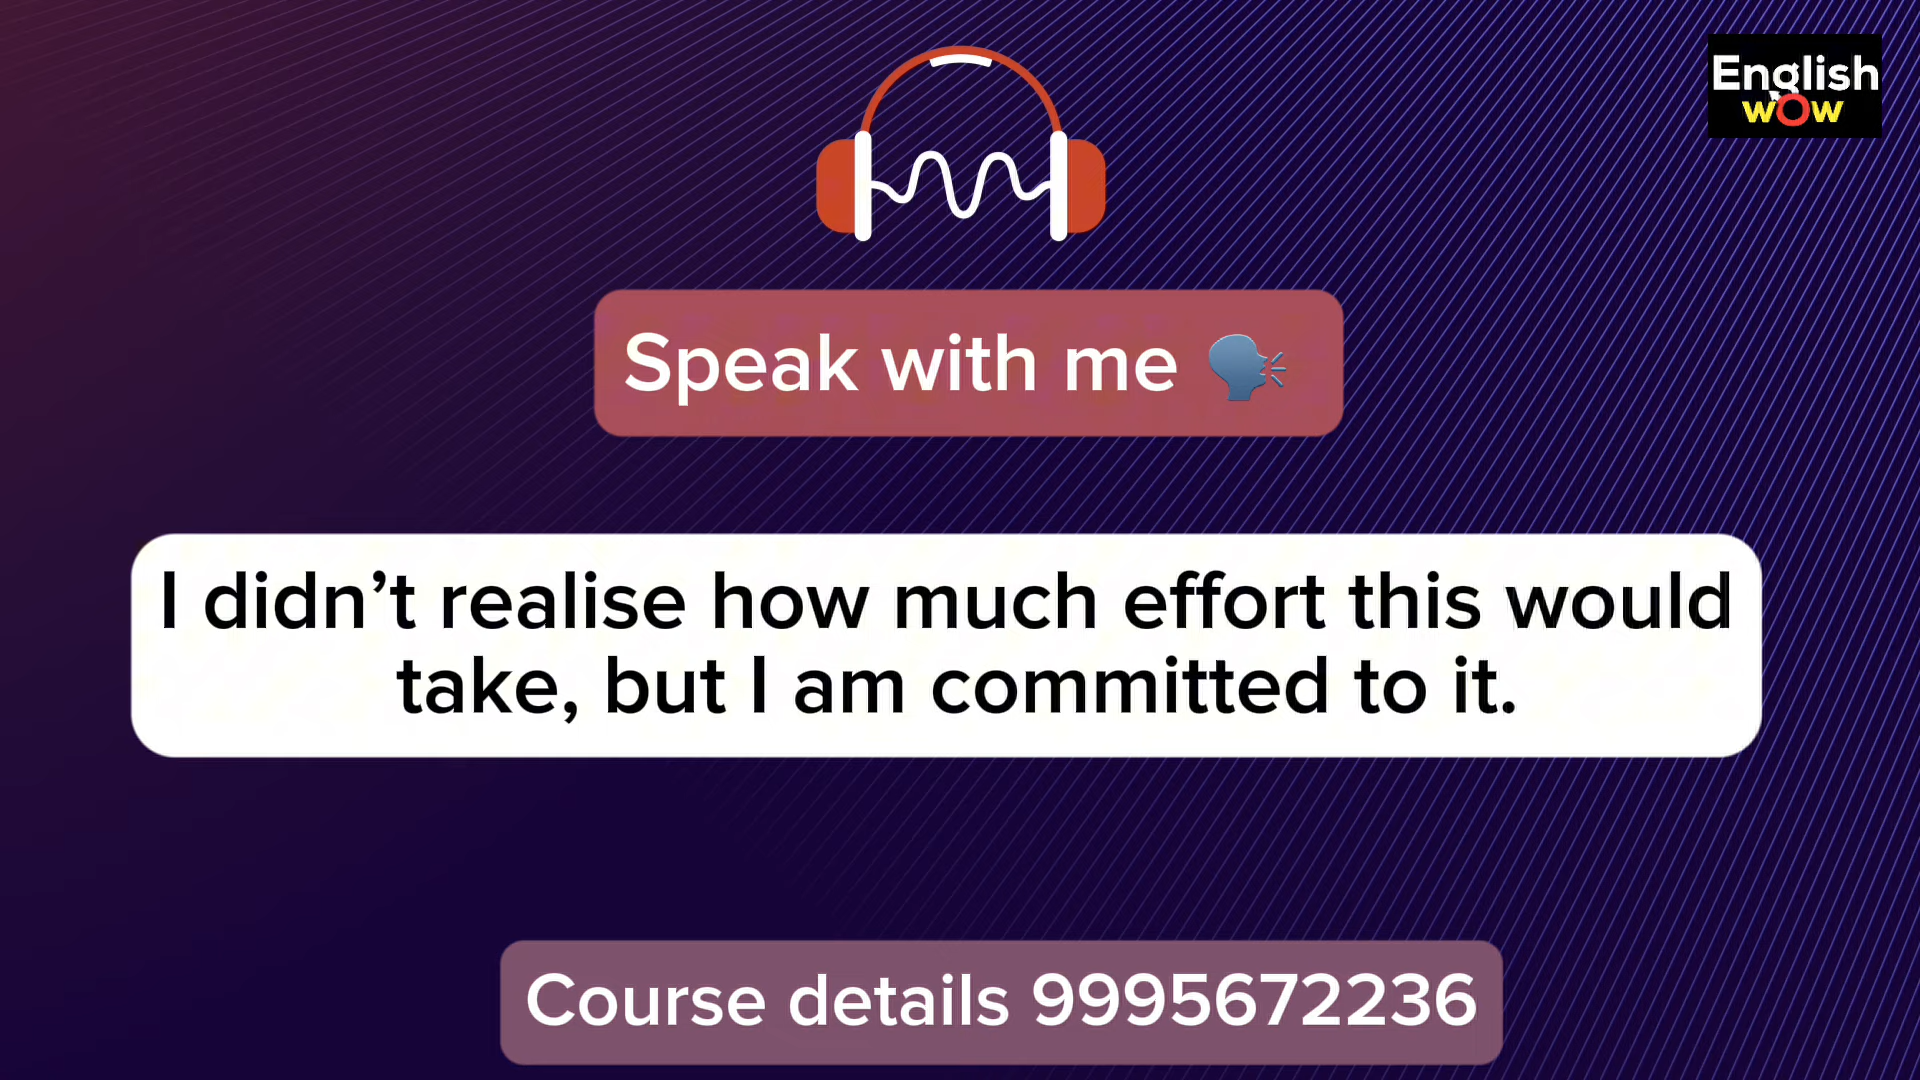 English
wOw
Speak with me
I didn’t realise how much effort this would
take, but I am committed to it.
Course details 9995672236